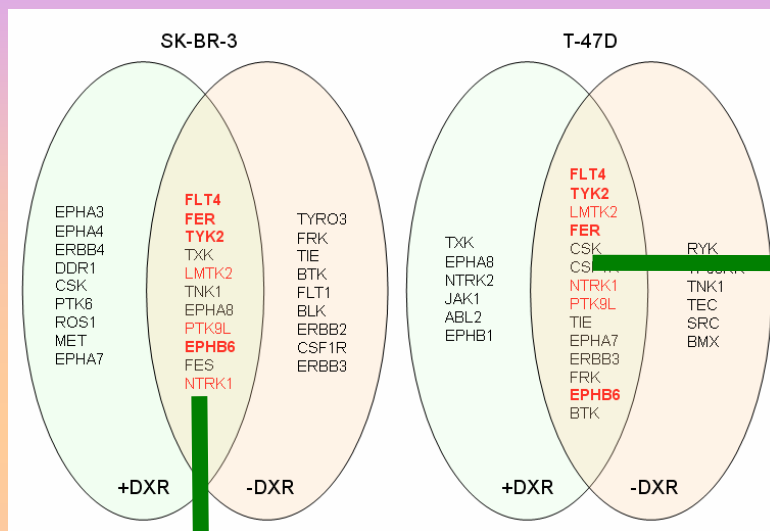 SK-BR-3
EPHA3
EPHA4
ERBB4
DDR1
CSK
PTK6
ROS1
MET
EPHA7
FLT4
FER
TYK2
TXK
LMTK2
TNK1
EPHA8
PTK9L
EPHB6
FES
NTRK1
TYRO3
FRK
TIE
BTK
FLT1
BLK
ERBB2
CSF1R
ERBB3
+DXR
-DXR
T-47D
TXK
EPHA8
NTRK2
JAK1
ABL2
EPHB1
FLT4
TYK2
LMTK2
FER
CSK
NTRK1
PTK9L
TIE
EPHA7
ERBB3
FRK
EPHB6
BTK
RYK
TNK1
TEC
SRC
BMX
+DXR
-DXR